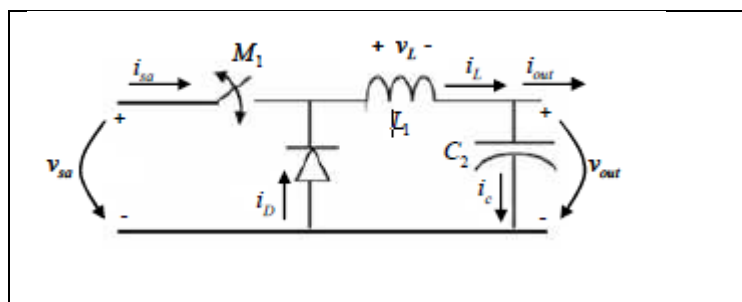 + v_L -
M_1
i_sa
i_L
i_out
+
+
L_1
C_2
v_sa
v_out
i_D
i_c
-
-